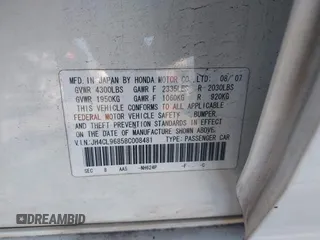 MFD. IN JAPAN BY HONDA MOTOR CO., LTD. 08/'07
GVWR 4300LBS GAWR F 2335LBS R 2030LBS
GVWR 1950KG GAWR F 1060KG R 920KG
THIS VEHICLE CONFORMS TO ALL APPLICABLE
FEDERAL MOTOR VEHICLE SAFETY, BUMPER,
AND THEFT PREVENTION STANDARDS IN EFFECT
ON THE DATE OF MANUFACTURE SHOWN ABOVE.
V.I.N:JH4CL96858C008481 TYPE: PASSENGER CAR
AutoBidMaster